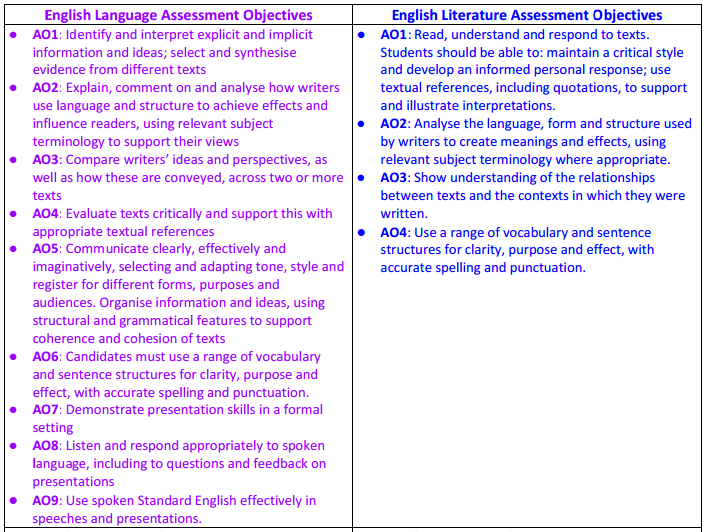 English Language Assessment Objectives
● AO1: Identify and interpret explicit and implicit
information and ideas; select and synthesise
evidence from different texts
● AO2: Explain, comment on and analyse how writers
use language and structure to achieve effects and
influence readers, using relevant subject
terminology to support their views
● AO3: Compare writers’ ideas and perspectives, as
well as how these are conveyed, across two or more
texts
● AO4: Evaluate texts critically and support this with
appropriate textual references
● AO5: Communicate clearly, effectively and
imaginatively, selecting and adapting tone, style and
register for different forms, purposes and
audiences. Organise information and ideas, using
structural and grammatical features to support
coherence and cohesion of texts
● AO6: Candidates must use a range of vocabulary
and sentence structures for clarity, purpose and
effect, with accurate spelling and punctuation.
● AO7: Demonstrate presentation skills in a formal
setting
● AO8: Listen and respond appropriately to spoken
language, including to questions and feedback on
presentations
● AO9: Use spoken Standard English effectively in
speeches and presentations.
English Literature Assessment Objectives
● AO1: Read, understand and respond to texts.
Students should be able to: maintain a critical style
and develop an informed personal response; use
textual references, including quotations, to support
and illustrate interpretations.
● AO2: Analyse the language, form and structure used
by writers to create meanings and effects, using
relevant subject terminology where appropriate.
● AO3: Show understanding of the relationships
between texts and the contexts in which they were
written.
● AO4: Use a range of vocabulary and sentence
structures for clarity, purpose and effect, with
accurate spelling and punctuation.